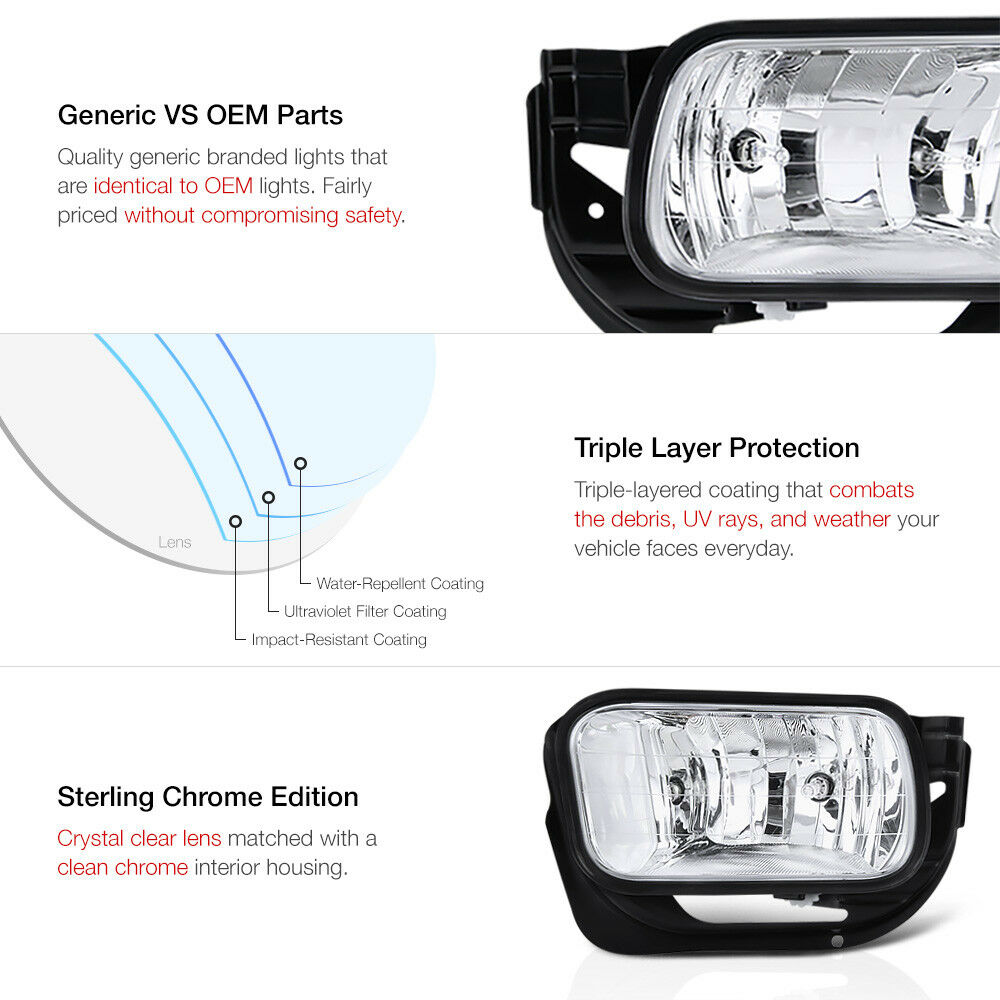 Generic VS OEM Parts
Quality generic branded lights that
are identical to OEM lights. Fairly
priced without compromising safety.
Triple Layer Protection
Triple-layered coating that combats
the debris, UV rays, and weather your
vehicle faces everyday.
Lens
Water-Repellent Coating
Ultraviolet Filter Coating
Impact-Resistant Coating
Sterling Chrome Edition
Crystal clear lens matched with a
clean chrome interior housing.